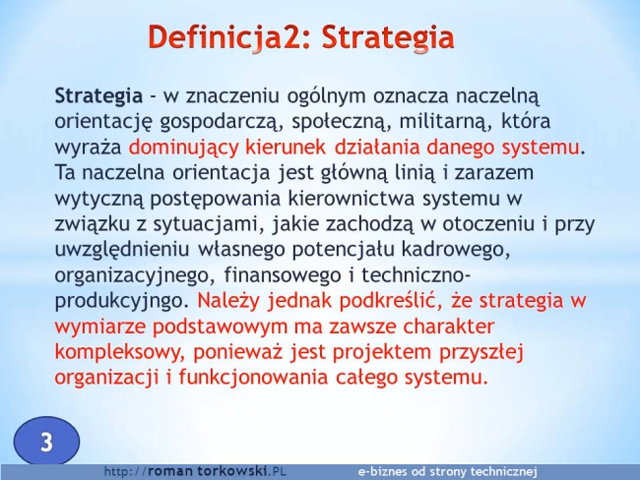 Definicja2: Strategia
Strategia - w znaczeniu ogólnym oznacza naczelną
orientację gospodarczą, społeczną, militarną, która
wyraża dominujący kierunek działania danego systemu.
Ta naczelna orientacja jest główną linią i zarazem
wytyczną postępowania kierownictwa systemu w
związku z sytuacjami, jakie zachodzą w otoczeniu i przy
uwzględnieniu własnego potencjału kadrowego,
organizacyjnego, finansowego i techniczno-
produkcyjngo. Należy jednak podkreślić, że strategia w
wymiarze podstawowym ma zawsze charakter
kompleksowy, ponieważ jest projektem przyszłej
organizacji i funkcjonowania całego systemu.
3
http://roman torkowski.PL e-biznes od strony technicznej